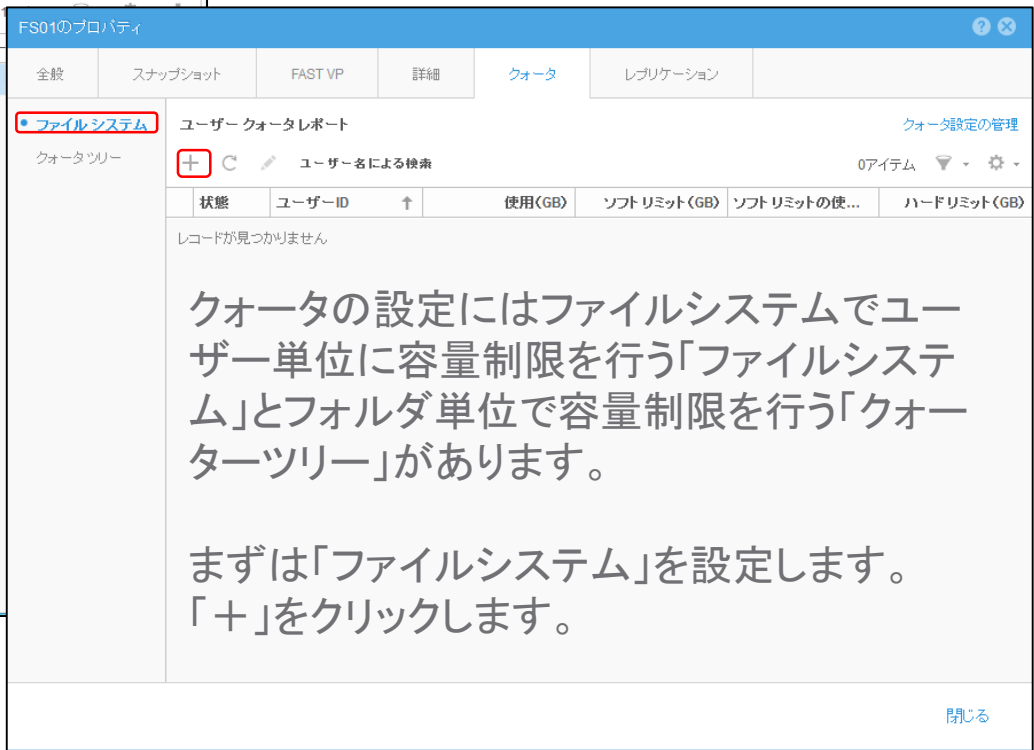 FS01のプロパティ
全般 スナップショット FAST VP 詳細 クォータ レプリケーション
ファイル システム
クォータ ツリー
ユーザー クォータ レポート クォータ設定の管理
ユーザー名による検索 0アイテム
状態 ユーザーID ↑ 使用(GB) ソフト リミット(GB) ソフト リミットの使... ハード リミット(GB)
レコードが見つかりません
クォータの設定にはファイルシステムでユー
ザー単位に容量制限を行う「ファイルシステ
ム」とフォルダ単位で容量制限を行う「クォー
ターツリー」があります。
まずは「ファイルシステム」を設定します。
「＋」をクリックします。
閉じる